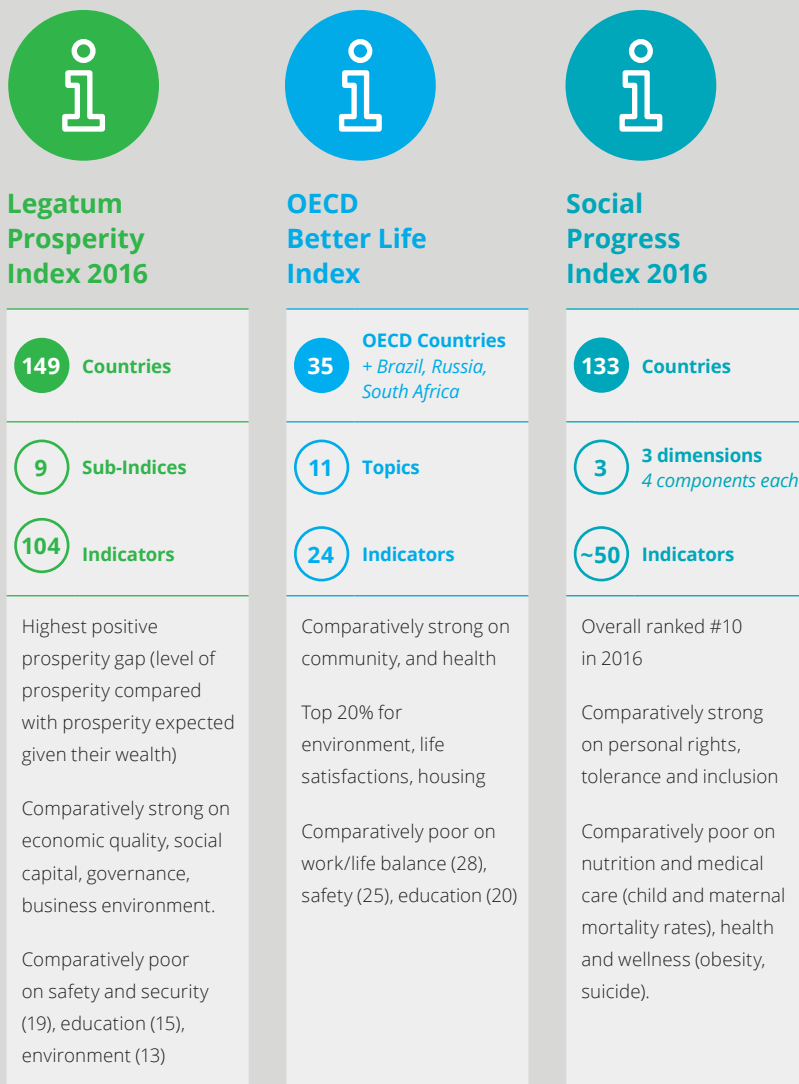 Legatum
Prosperity
Index 2016
149 Countries
9 Sub-Indices
104 Indicators
Highest positive
prosperity gap (level of
prosperity compared
with prosperity expected
given their wealth)
Comparatively strong on
economic quality, social
capital, governance,
business environment.
Comparatively poor
on safety and security
(19), education (15),
environment (13)
OECD
Better Life
Index
35
OECD Countries
+ Brazil, Russia,
South Africa
11 Topics
24 Indicators
Comparatively strong on
community, and health
Top 20% for
environment, life
satisfactions, housing
Comparatively poor on
work/life balance (28),
safety (25), education (20)
Social
Progress
Index 2016
133 Countries
3
3 dimensions
4 components each
~50 Indicators
Overall ranked #10
in 2016
Comparatively strong
on personal rights,
tolerance and inclusion
Comparatively poor on
nutrition and medical
care (child and maternal
mortality rates), health
and wellness (obesity,
suicide).